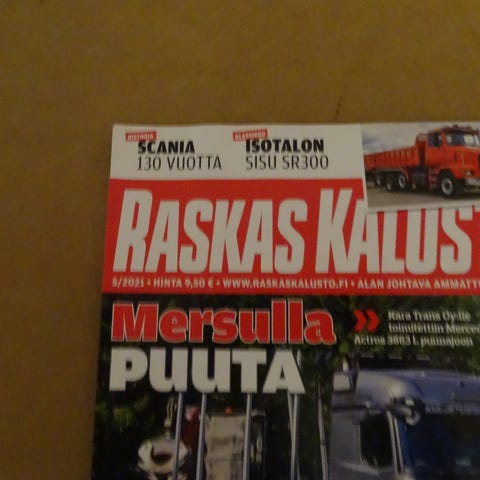 HISTORIA
SCANIA
130 VUOTTA
KLASSIKKO
ISOTALON
SISU SR300
RASKAS KALUST
5/2021 • HINTA 9,50 € • WWW.RASKASKALUSTO.FI • ALAN JOHTAVA AMMATT
Mersulla
PUUTA
Kara Trans Oy:lle
toimitettiin Merced
Actros 3663 L puunajoon